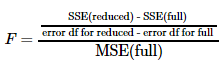 F = SSE(reduced) - SSE(full)
error df for reduced - error df for full
MSE(full)